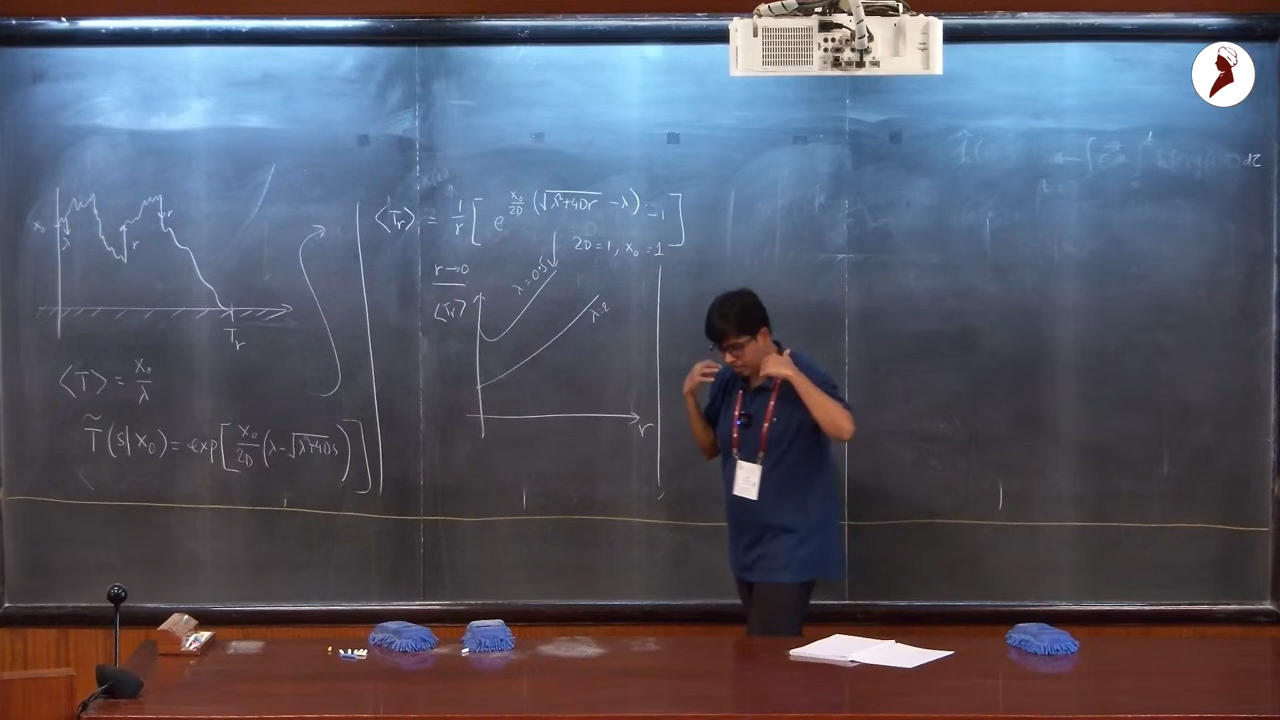 x₀
λ
r
r
T_r
⟨T⟩ = x₀/λ
T̃(s|x₀) = exp[x₀/2D (λ-√λ²+4Ds)]
⟨T_r⟩ = 1/r [e^{x₀/2D (√λ²+4Dr - λ)} - 1]
2D=1, x₀=1
r→0
⟨T_r⟩
λ=0.5
λ=2
r